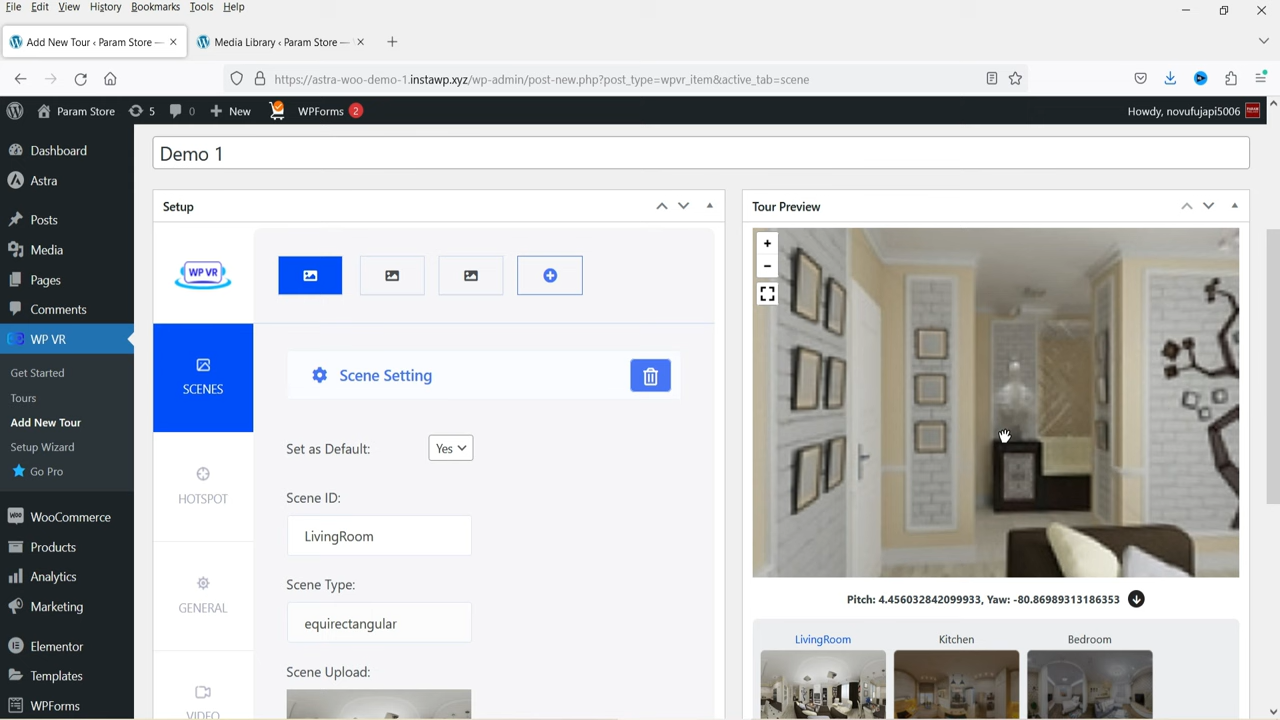 File Edit View History Bookmarks Tools Help
Add New Tour ‹ Param Store —
Media Library ‹ Param Store —
https://astra-woo-demo-1.instawp.xyz/wp-admin/post-new.php?post_type=wpvr_item&active_tab=scene
Param Store 5 0 New WPForms 2
Howdy, novufujapi5006
Dashboard
Astra
Posts
Media
Pages
Comments
WP VR
Get Started
Tours
Add New Tour
Setup Wizard
Go Pro
WooCommerce
Products
Analytics
Marketing
Elementor
Templates
WPForms
Demo 1
Setup
WP VR
SCENES
HOTSPOT
GENERAL
VIDEO
Scene Setting
Set as Default: Yes
Scene ID:
LivingRoom
Scene Type:
equirectangular
Scene Upload:
Tour Preview
+
−
Pitch: 4.456032842099933, Yaw: -80.86989313186353
LivingRoom Kitchen Bedroom